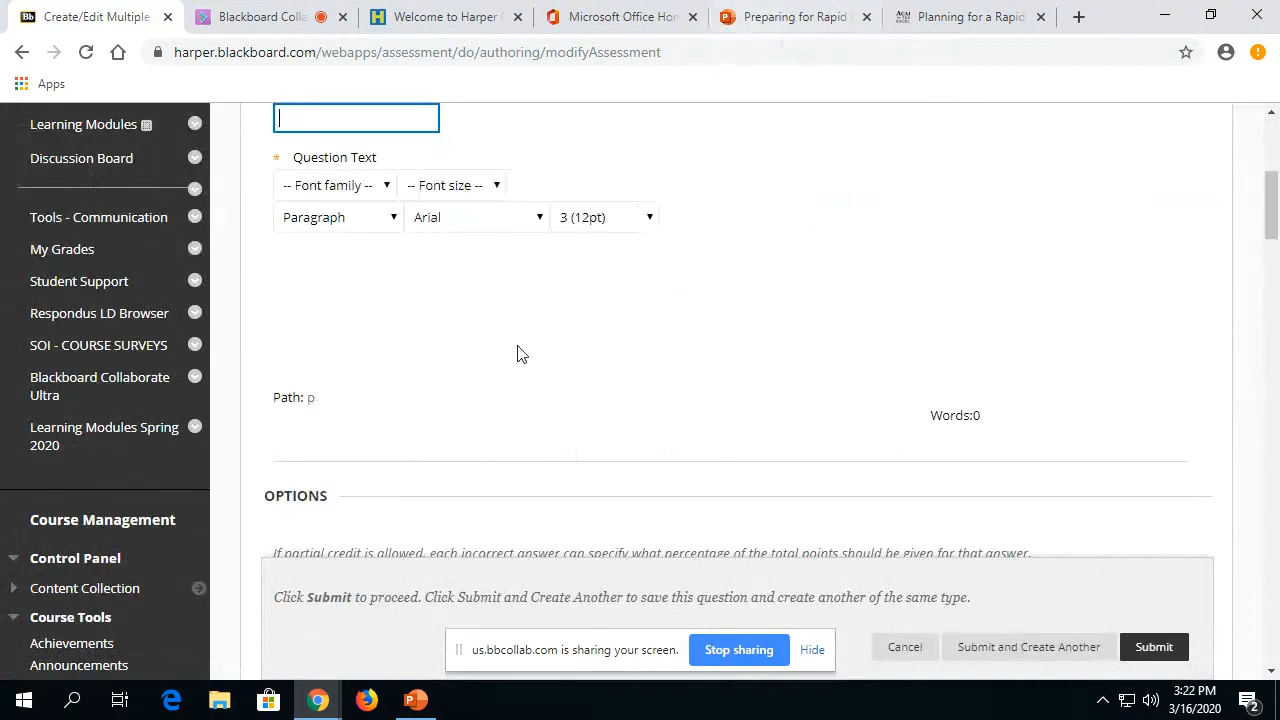 Create/Edit Multiple
Blackboard Colla
Welcome to Harper C
Microsoft Office Hom
Preparing for Rapid
Planning for a Rapid
harper.blackboard.com/webapps/assessment/do/authoring/modifyAssessment
Apps
Learning Modules
Discussion Board
Tools - Communication
My Grades
Student Support
Respondus LD Browser
SOI - COURSE SURVEYS
Blackboard Collaborate
Ultra
Learning Modules Spring
2020
Course Management
Control Panel
Content Collection
Course Tools
Achievements
Announcements
* Question Text
-- Font family -- -- Font size --
Paragraph Arial 3 (12pt)
Path: p
Words:0
OPTIONS
If partial credit is allowed, each incorrect answer can specify what percentage of the total points should be given for that answer.
Click Submit to proceed. Click Submit and Create Another to save this question and create another of the same type.
us.bbcollab.com is sharing your screen. Stop sharing Hide
Cancel Submit and Create Another Submit
3:22 PM
3/16/2020
2